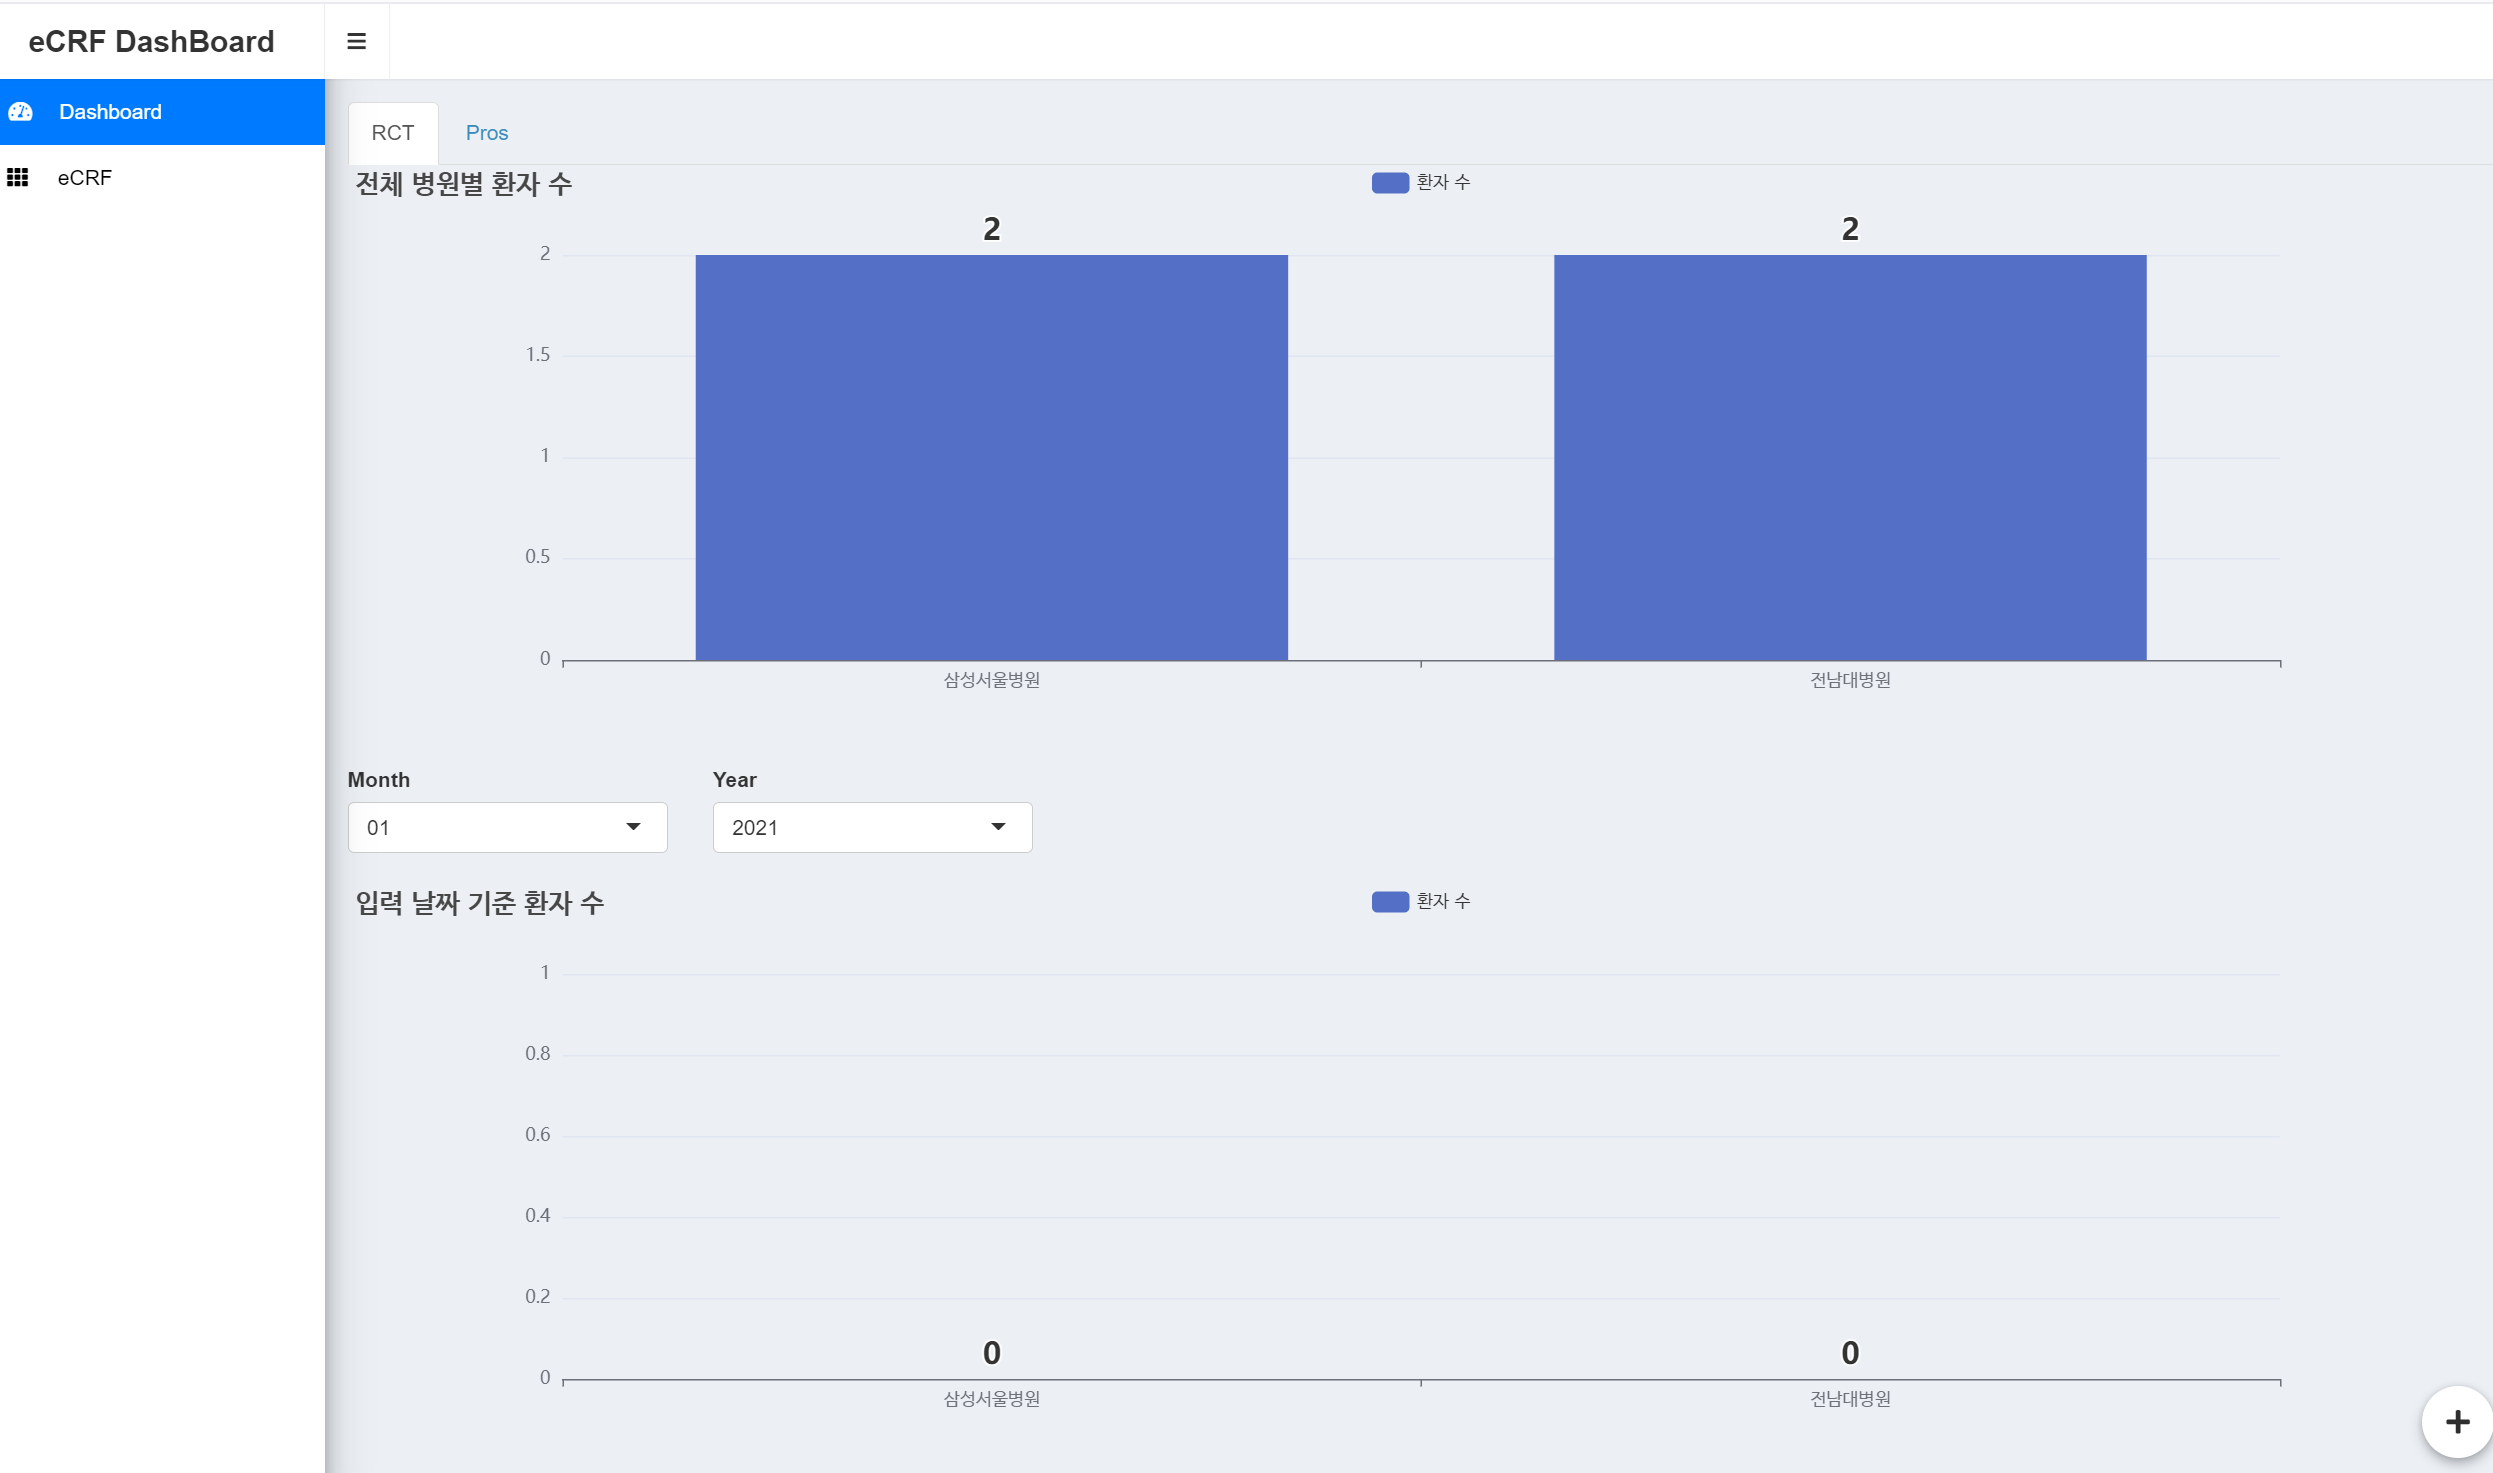 eCRF DashBoard
Dashboard
eCRF
RCT Pros
전체 병원별 환자 수 환자 수
2 2
2
1.5
1
0.5
0
삼성서울병원 전남대병원
Month Year
01 2021
입력 날짜 기준 환자 수 환자 수
1
0.8
0.6
0.4
0.2
0 0
0
삼성서울병원 전남대병원